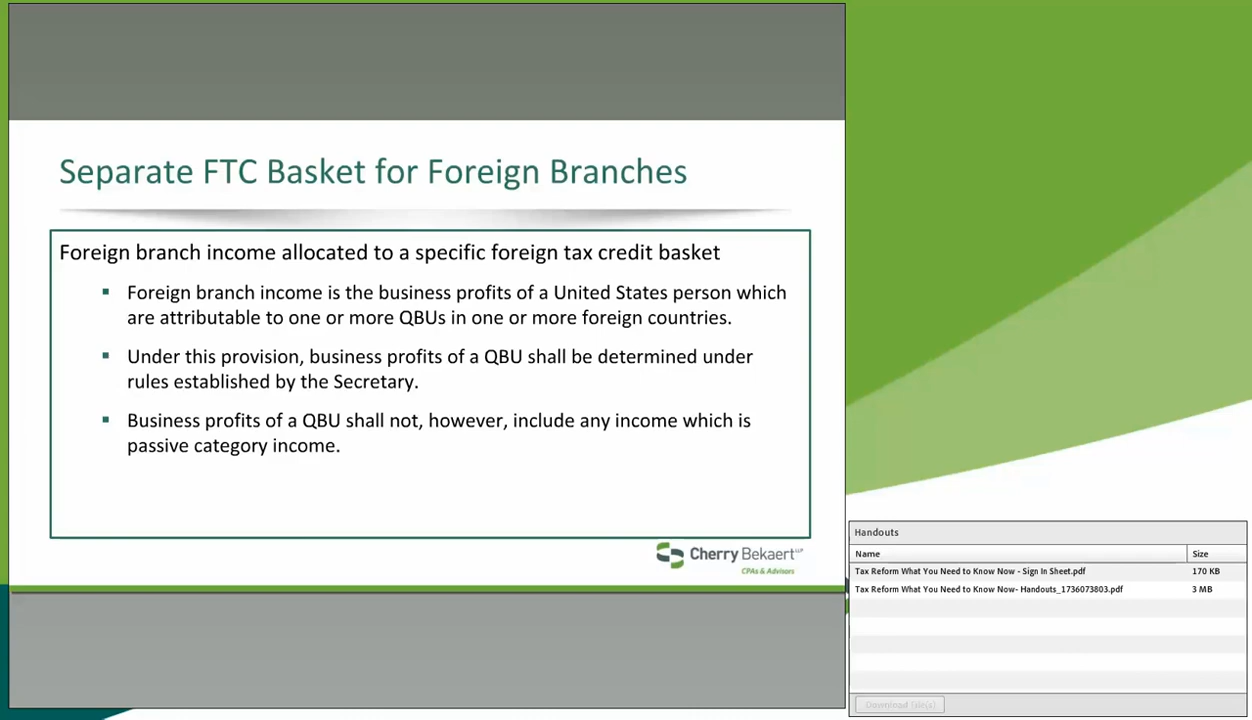 Separate FTC Basket for Foreign Branches
Foreign branch income allocated to a specific foreign tax credit basket
▪ Foreign branch income is the business profits of a United States person which
are attributable to one or more QBUs in one or more foreign countries.
▪ Under this provision, business profits of a QBU shall be determined under
rules established by the Secretary.
▪ Business profits of a QBU shall not, however, include any income which is
passive category income.
Cherry Bekaert LLP
CPAs & Advisors
Handouts
Name Size
Tax Reform What You Need to Know Now - Sign In Sheet.pdf 170 KB
Tax Reform What You Need to Know Now- Handouts_1736073803.pdf 3 MB
Download File(s)